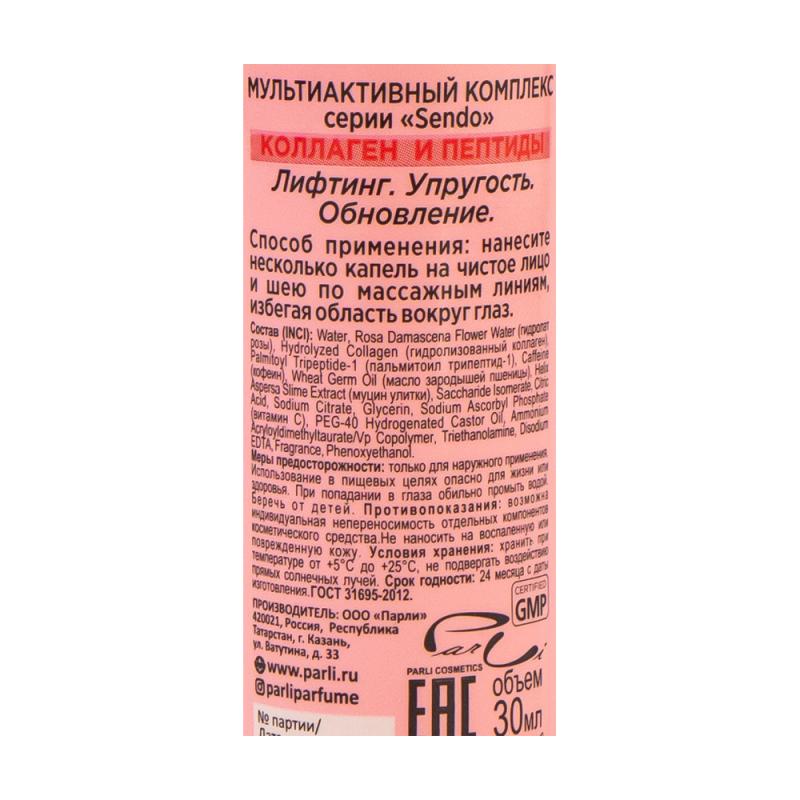 МУЛЬТИАКТИВНЫЙ КОМПЛЕКС
серии «Sendo»
КОЛЛАГЕН И ПЕПТИДЫ
Лифтинг. Упругость.
Обновление.
Способ применения: нанесите
несколько капель на чистое лицо
и шею по массажным линиям,
избегая область вокруг глаз.
Состав (INCI): Water, Rosa Damascena Flower Water (гидролат
розы), Hydrolyzed Collagen (гидролизованный коллаген),
Palmitoyl Tripeptide-1 (пальмитоил трипептид-1), Caffeine
(кофеин), Wheat Germ Oil (масло зародышей пшеницы), Helix
Aspersa Slime Extract (муцин улитки), Saccharide Isomerate, Citric
Acid, Sodium Citrate, Glycerin, Sodium Ascorbyl Phosphate
(витамин C), PEG-40 Hydrogenated Castor Oil, Ammonium
Acryloyldimethyltaurate/Vp Copolymer, Triethanolamine, Disodium
EDTA, Fragrance, Phenoxyethanol.
Меры предосторожности: только для наружного применения.
Использование в пищевых целях опасно для жизни или
здоровья. При попадании в глаза обильно промыть водой.
Беречь от детей. Противопоказания: возможна
индивидуальная непереносимость отдельных компонентов
косметического средства.Не наносить на воспаленную или
поврежденную кожу. Условия хранения: хранить при
температуре от +5°С до +25°С, не подвергать воздействию
прямых солнечных лучей. Срок годности: 24 месяца с даты
изготовления.ГОСТ 31695-2012.
CERTIFIED
GMP
ПРОИЗВОДИТЕЛЬ: ООО «Парли»
420021, Россия, Республика
Татарстан, г. Казань,
ул. Ватутина, д. 33
www.parli.ru
parliparfume
Parli
PARLI COSMETICS
EAC
объем
30мл
№ партии/